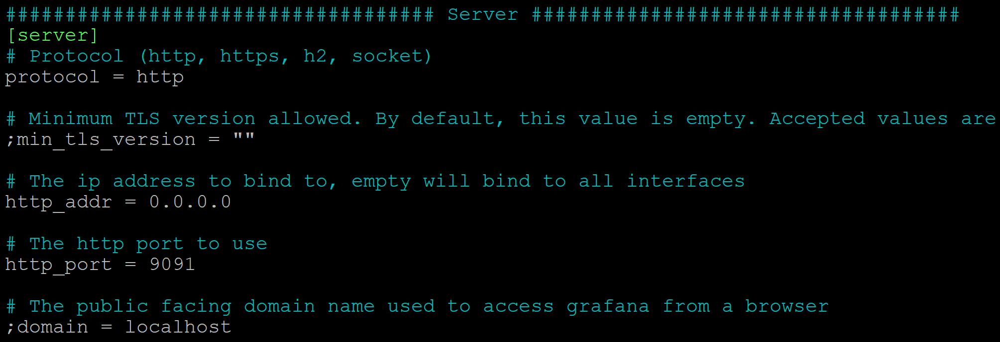 #################################### Server ####################################
[server]
# Protocol (http, https, h2, socket)
protocol = http
# Minimum TLS version allowed. By default, this value is empty. Accepted values are
;min_tls_version = ""
# The ip address to bind to, empty will bind to all interfaces
http_addr = 0.0.0.0
# The http port to use
http_port = 9091
# The public facing domain name used to access grafana from a browser
;domain = localhost